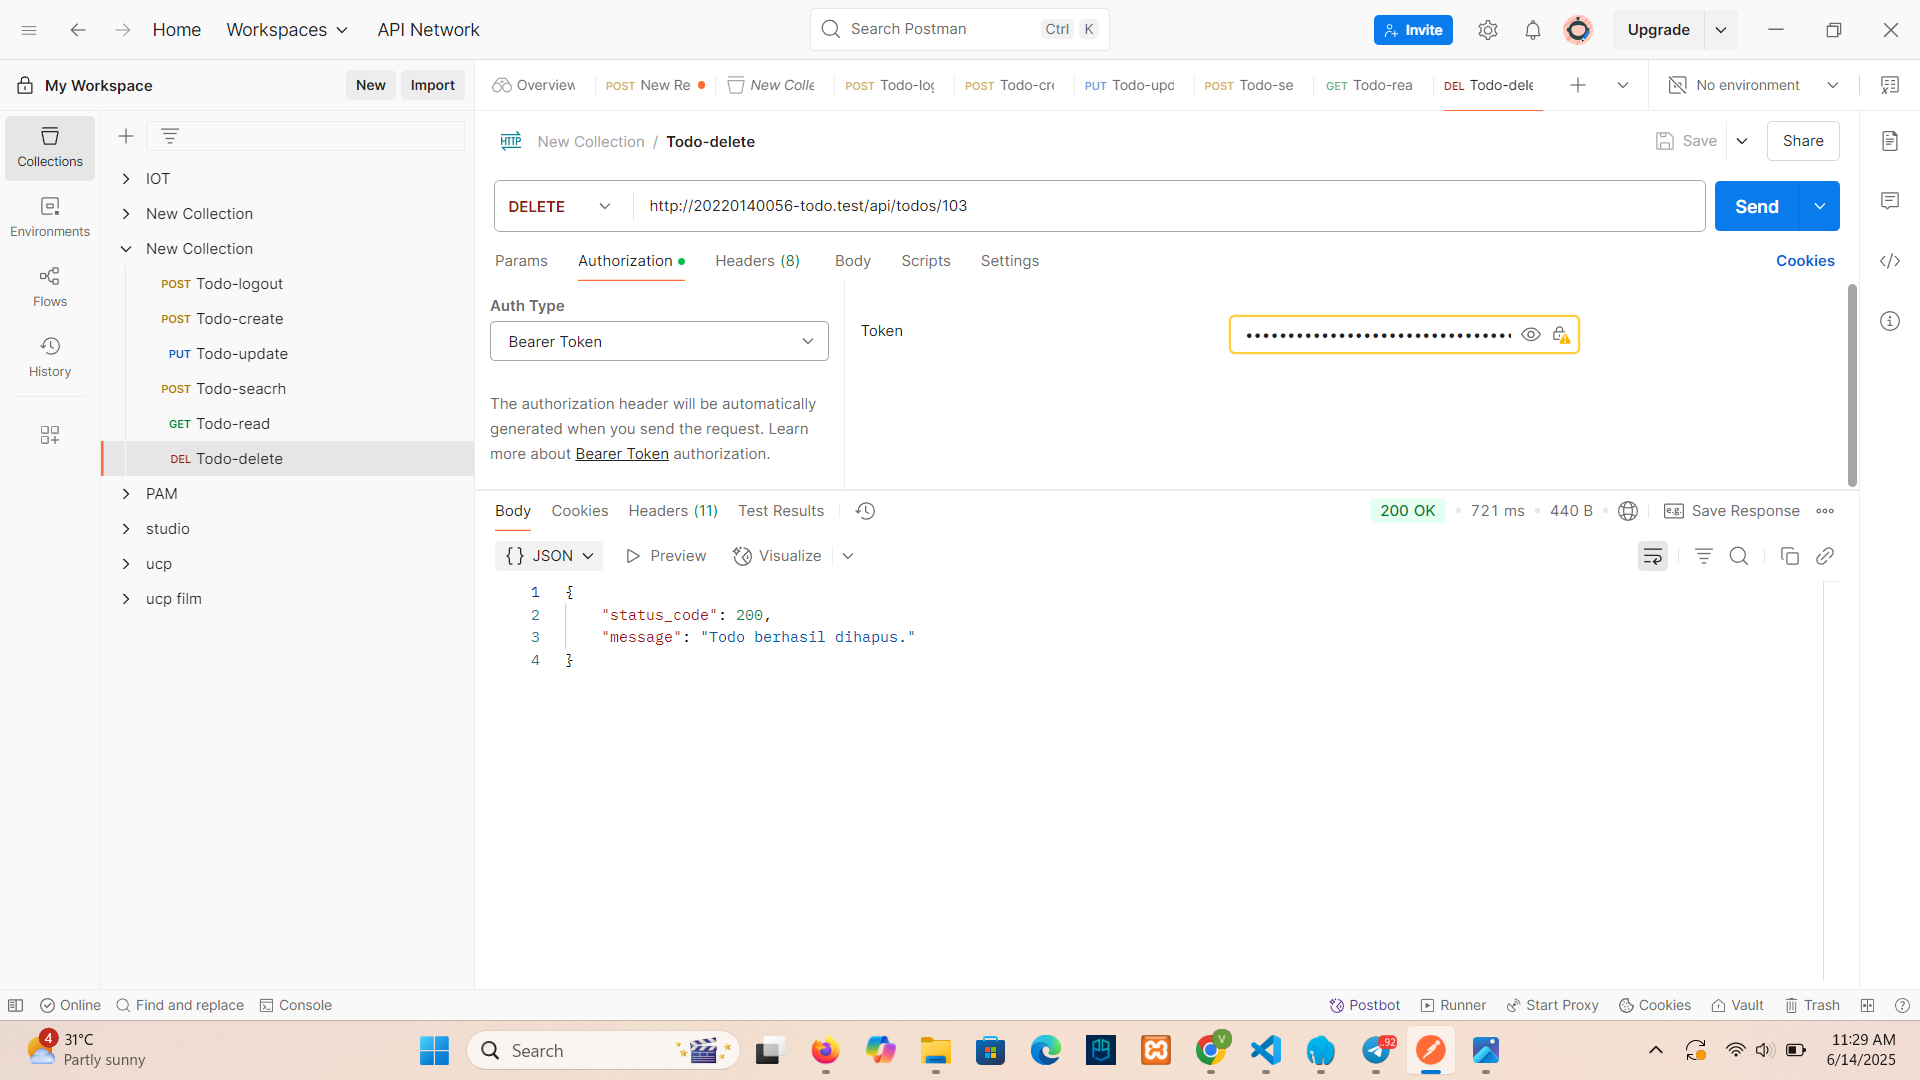 Home Workspaces API Network Search Postman Ctrl K Invite Upgrade
My Workspace New Import Overview POST New Re New Colle POST Todo-log POST Todo-cre PUT Todo-upd POST Todo-se GET Todo-rea DEL Todo-dele No environment
Collections
Environments
Flows
History
IOT
New Collection
New Collection
POST Todo-logout
POST Todo-create
PUT Todo-update
POST Todo-seacrh
GET Todo-read
DEL Todo-delete
PAM
studio
ucp
ucp film
HTTP New Collection / Todo-delete Save Share
DELETE http://20220140056-todo.test/api/todos/103 Send
Params Authorization Headers (8) Body Scripts Settings Cookies
Auth Type
Bearer Token
The authorization header will be automatically
generated when you send the request. Learn
more about Bearer Token authorization.
Token
Body Cookies Headers (11) Test Results 200 OK • 721 ms • 440 B e.g. Save Response
{} JSON Preview Visualize
1 {
2 "status_code": 200,
3 "message": "Todo berhasil dihapus."
4 }
Online Find and replace Console Postbot Runner Start Proxy Cookies Vault Trash
4 31°C
Partly sunny
Search
V
92
11:29 AM
6/14/2025